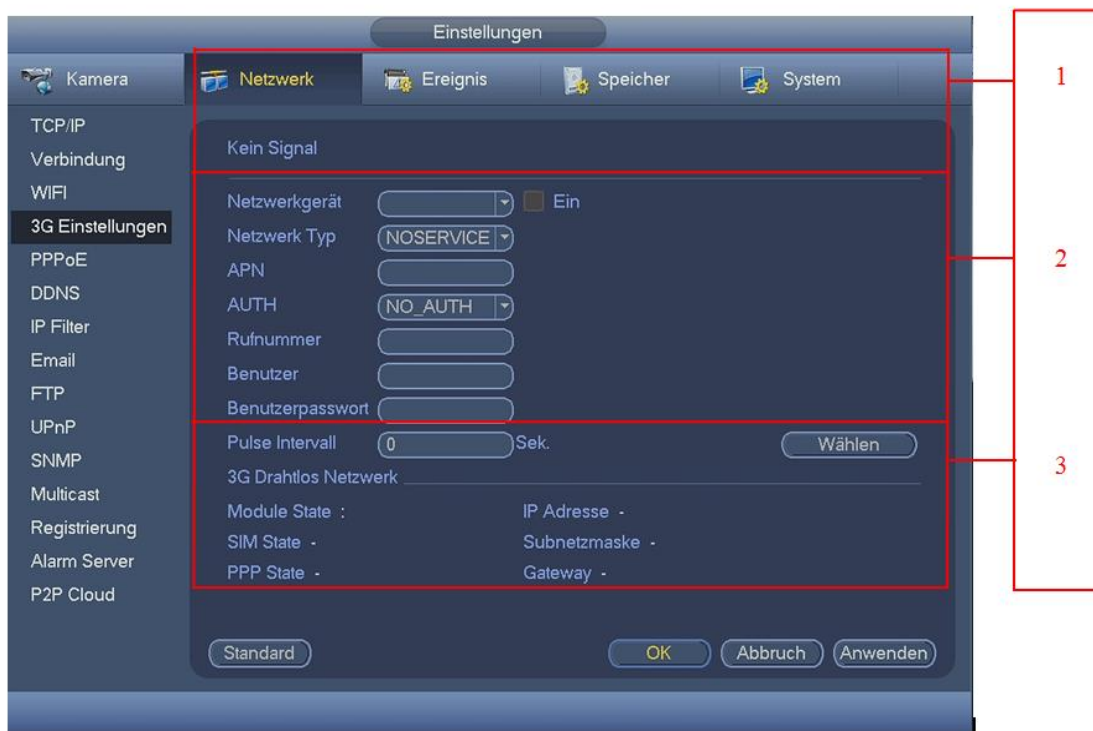 Einstellungen
Kamera Netzwerk Ereignis Speicher System
1
TCP/IP
Verbindung
WIFI
3G Einstellungen
PPPoE
DDNS
IP Filter
Email
FTP
UPnP
SNMP
Multicast
Registrierung
Alarm Server
P2P Cloud
Kein Signal
Netzwerkgerät Ein
Netzwerk Typ NOSERVICE
APN
AUTH NO_AUTH
Rufnummer
Benutzer
Benutzerpasswort
2
Pulse Intervall 0 Sek. Wählen
3G Drahtlos Netzwerk
Module State : IP Adresse -
SIM State - Subnetzmaske -
PPP State - Gateway -
3
Standard OK Abbruch Anwenden